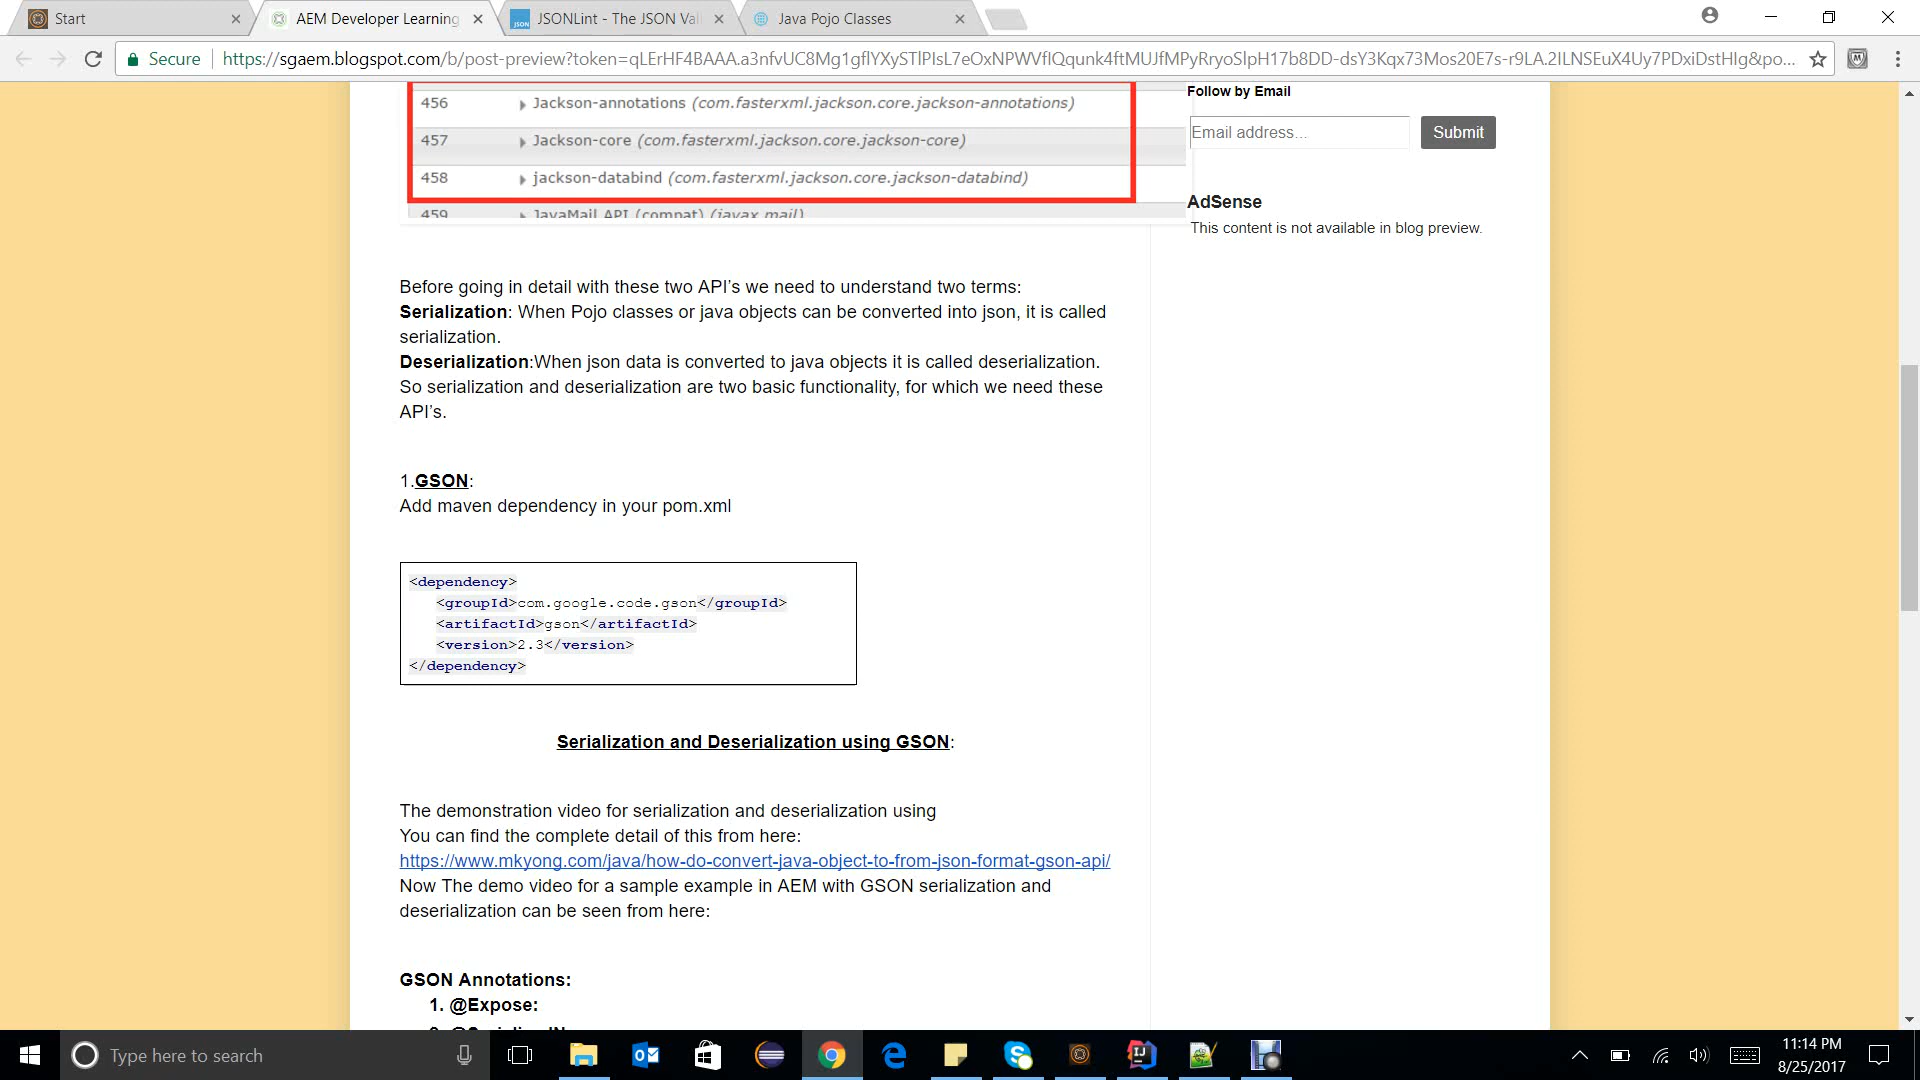 Start
AEM Developer Learning
JSONLint - The JSON Vali
Java Pojo Classes
Secure
https://sgaem.blogspot.com/b/post-preview?token=
456 Jackson-annotations (com.fasterxml.jackson.core.jackson-annotations)
457 Jackson-core (com.fasterxml.jackson.core.jackson-core)
458 jackson-databind (com.fasterxml.jackson.core.jackson-databind)
459 JavaMail API (compat) (javax.mail)
Before going in detail with these two API's we need to understand two terms:
Serialization: When Pojo classes or java objects can be converted into json, it is called
serialization.
Deserialization:When json data is converted to java objects it is called deserialization.
So serialization and deserialization are two basic functionality, for which we need these
API's.
1.GSON:
Add maven dependency in your pom.xml
<dependency>
<groupId>com.google.code.gson</groupId>
<artifactId>gson</artifactId>
<version>2.3</version>
</dependency>
Serialization and Deserialization using GSON:
The demonstration video for serialization and deserialization using
You can find the complete detail of this from here:
https://www.mkyong.com/java/how-do-convert-java-object-to-from-json-format-gson-api/
Now The demo video for a sample example in AEM with GSON serialization and
deserialization can be seen from here:
GSON Annotations:
1. @Expose:
Follow by Email
Email address...
Submit
AdSense
This content is not available in blog preview.
Type here to search
11:14 PM
8/25/2017